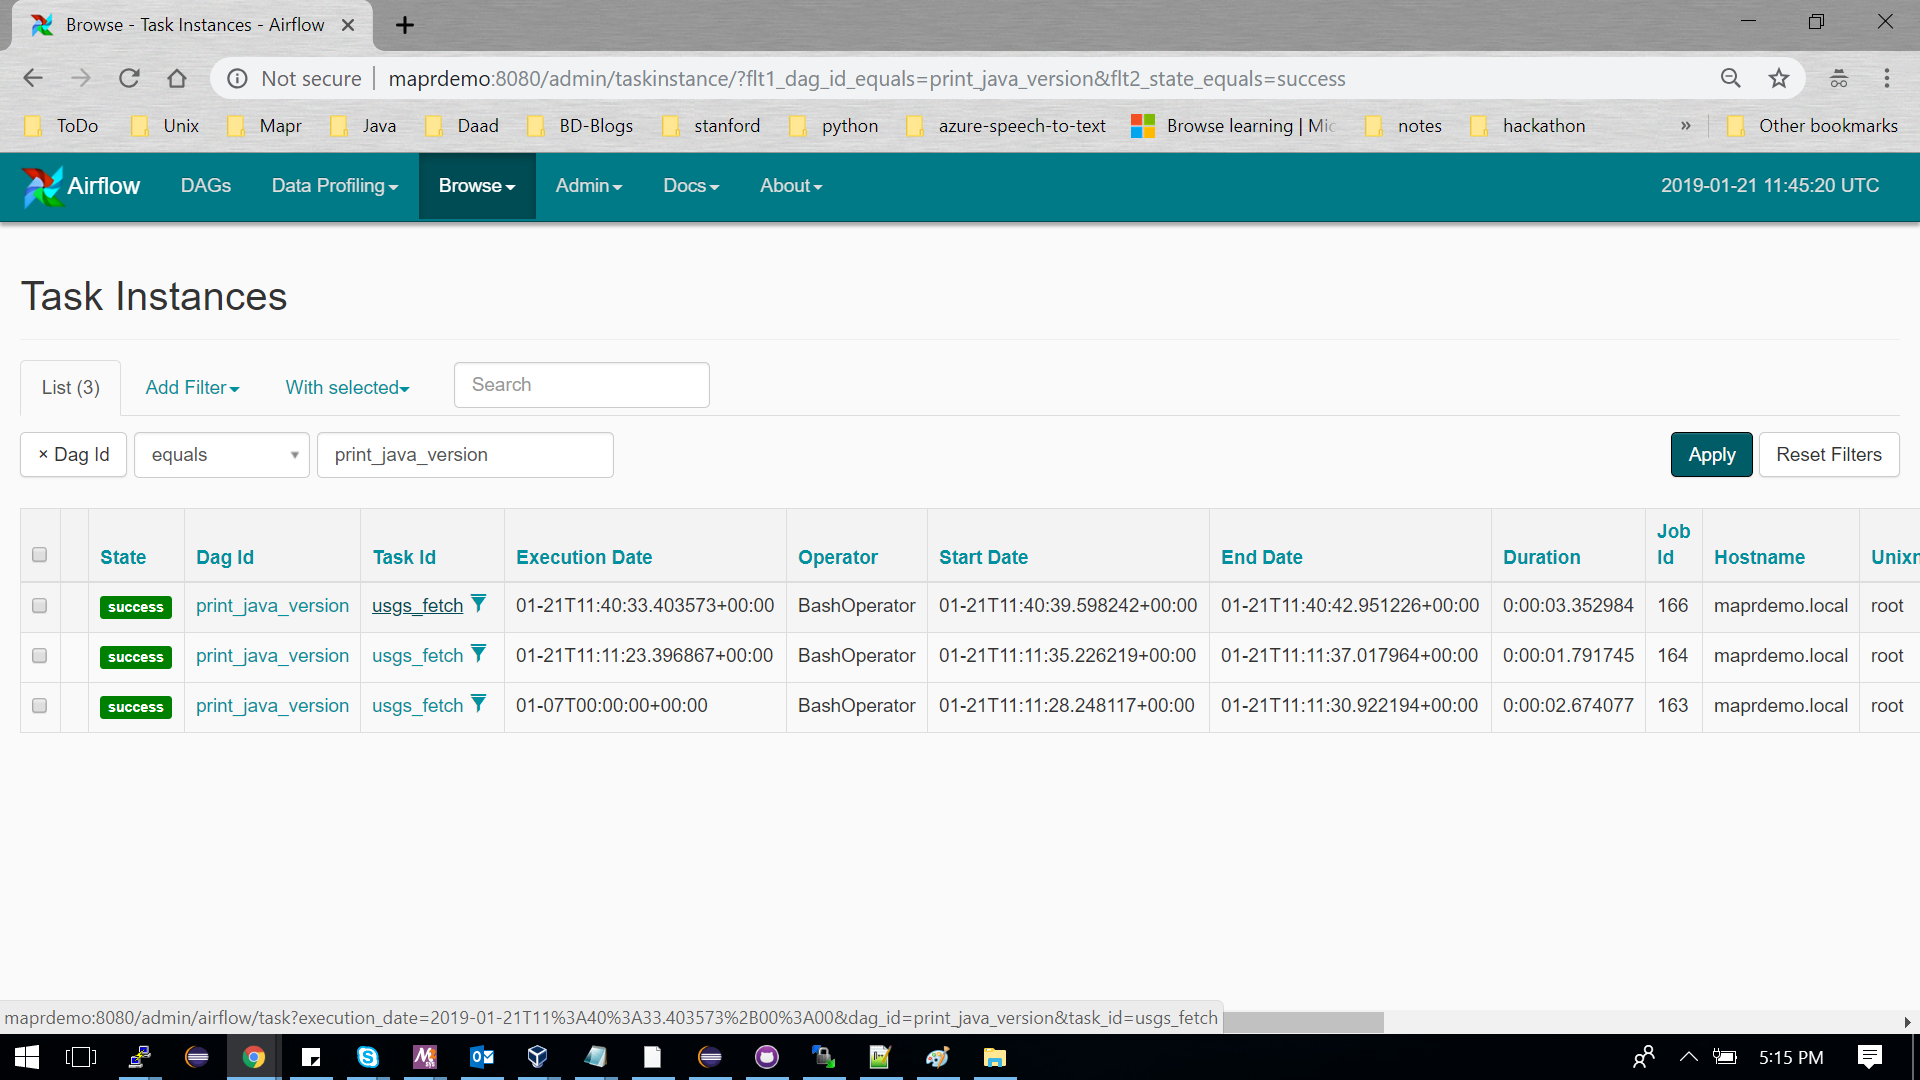 Browse - Task Instances - Airflow
Not secure maprdemo:8080/admin/taskinstance/?flt1_dag_id_equals=print_java_version&flt2_state_equals=success
ToDo Unix Mapr Java Daad BD-Blogs stanford python azure-speech-to-text Browse learning | Mic notes hackathon » Other bookmarks
Airflow DAGs Data Profiling Browse Admin Docs About 2019-01-21 11:45:20 UTC
Task Instances
List (3) Add Filter With selected Search
× Dag Id equals print_java_version Apply Reset Filters
State Dag Id Task Id Execution Date Operator Start Date End Date Duration Job Id Hostname Unixn
success print_java_version usgs_fetch 01-21T11:40:33.403573+00:00 BashOperator 01-21T11:40:39.598242+00:00 01-21T11:40:42.951226+00:00 0:00:03.352984 166 maprdemo.local root
success print_java_version usgs_fetch 01-21T11:11:23.396867+00:00 BashOperator 01-21T11:11:35.226219+00:00 01-21T11:11:37.017964+00:00 0:00:01.791745 164 maprdemo.local root
success print_java_version usgs_fetch 01-07T00:00:00+00:00 BashOperator 01-21T11:11:28.248117+00:00 01-21T11:11:30.922194+00:00 0:00:02.674077 163 maprdemo.local root
maprdemo:8080/admin/airflow/task?execution_date=2019-01-21T11%3A40%3A33.403573%2B00%3A00&dag_id=print_java_version&task_id=usgs_fetch
5:15 PM